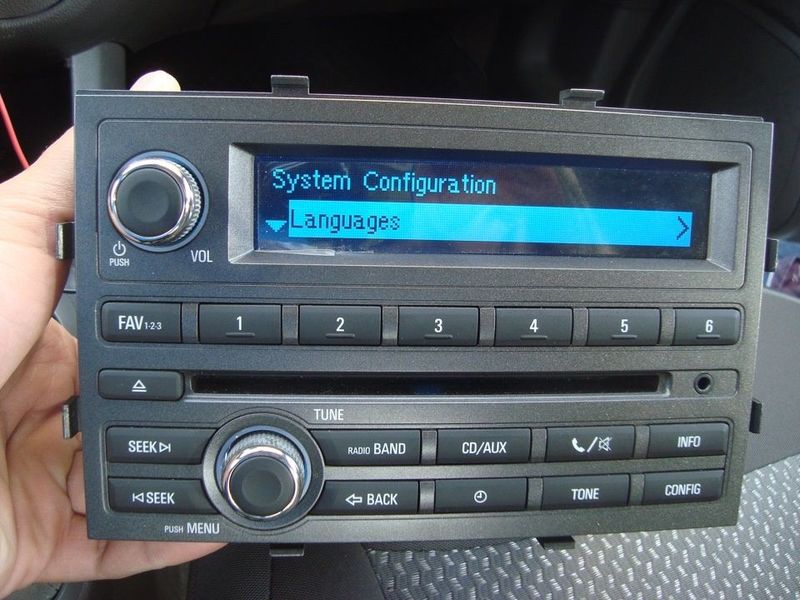 System Configuration
Languages
PUSH
VOL
FAV 1-2-3
1
2
3
4
5
6
TUNE
SEEK
RADIO BAND
CD/AUX
INFO
SEEK
BACK
TONE
CONFIG
PUSH MENU